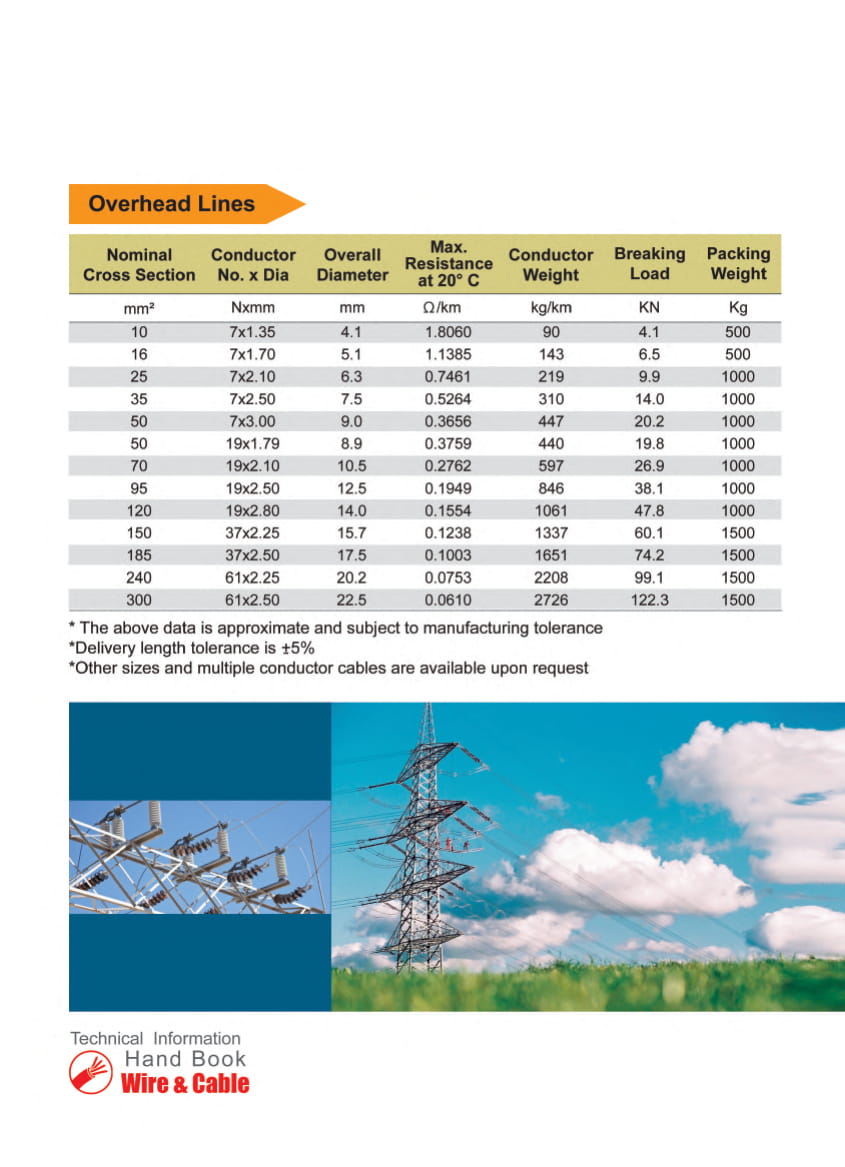 Overhead Lines
Nominal Cross Section Conductor No. x Dia Overall Diameter Max. Resistance at 20° C Conductor Weight Breaking Load Packing Weight
mm² Nxmm mm Ω/km kg/km KN Kg
10 7x1.35 4.1 1.8060 90 4.1 500
16 7x1.70 5.1 1.1385 143 6.5 500
25 7x2.10 6.3 0.7461 219 9.9 1000
35 7x2.50 7.5 0.5264 310 14.0 1000
50 7x3.00 9.0 0.3656 447 20.2 1000
50 19x1.79 8.9 0.3759 440 19.8 1000
70 19x2.10 10.5 0.2762 597 26.9 1000
95 19x2.50 12.5 0.1949 846 38.1 1000
120 19x2.80 14.0 0.1554 1061 47.8 1000
150 37x2.25 15.7 0.1238 1337 60.1 1500
185 37x2.50 17.5 0.1003 1651 74.2 1500
240 61x2.25 20.2 0.0753 2208 99.1 1500
300 61x2.50 22.5 0.0610 2726 122.3 1500
* The above data is approximate and subject to manufacturing tolerance
*Delivery length tolerance is ±5%
*Other sizes and multiple conductor cables are available upon request
Technical Information
Hand Book
Wire & Cable